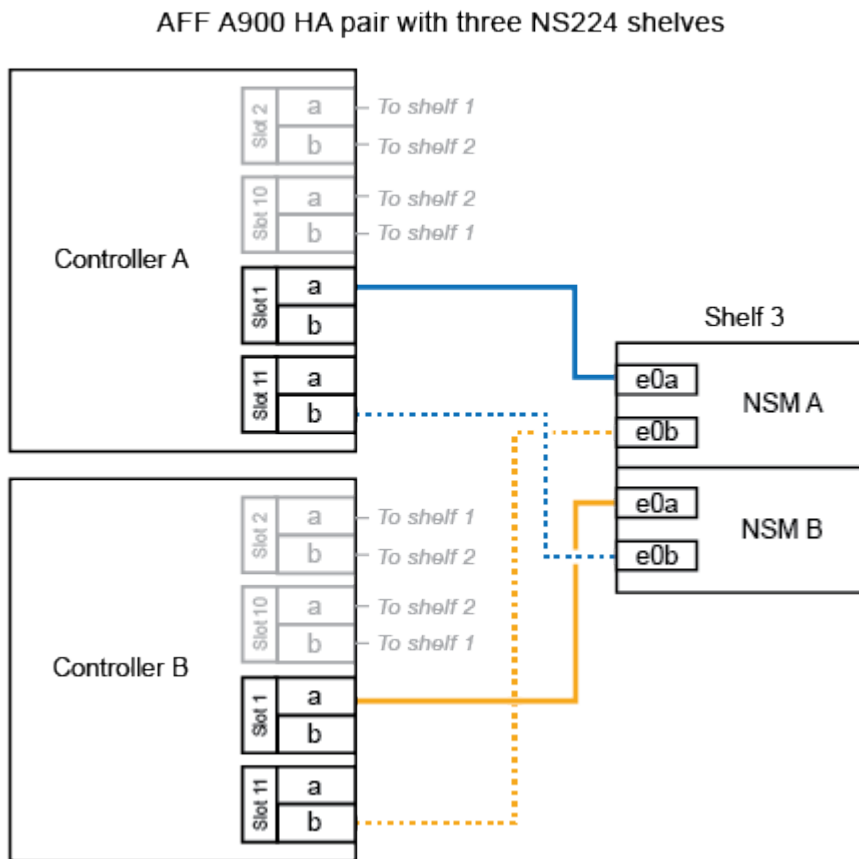 AFF A900 HA pair with three NS224 shelves
Controller A
Slot 2
a
To shelf 1
b
To shelf 2
Slot 10
a
To shelf 2
b
To shelf 1
Slot 1
a
b
Slot 11
a
b
Shelf 3
e0a
NSM A
e0b
e0a
NSM B
e0b
Controller B
Slot 2
a
To shelf 1
b
To shelf 2
Slot 10
a
To shelf 2
b
To shelf 1
Slot 1
a
b
Slot 11
a
b